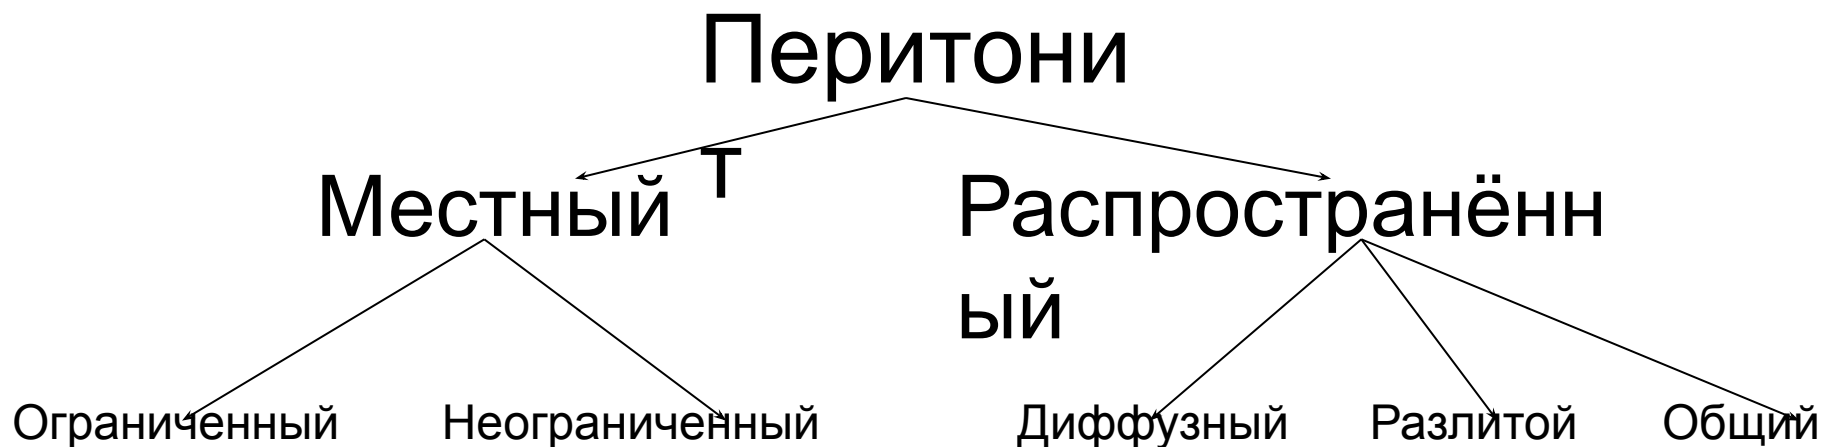 Перитони
т
Местный
Распространённ
ый
Ограниченный
Неограниченный
Диффузный
Разлитой
Общий